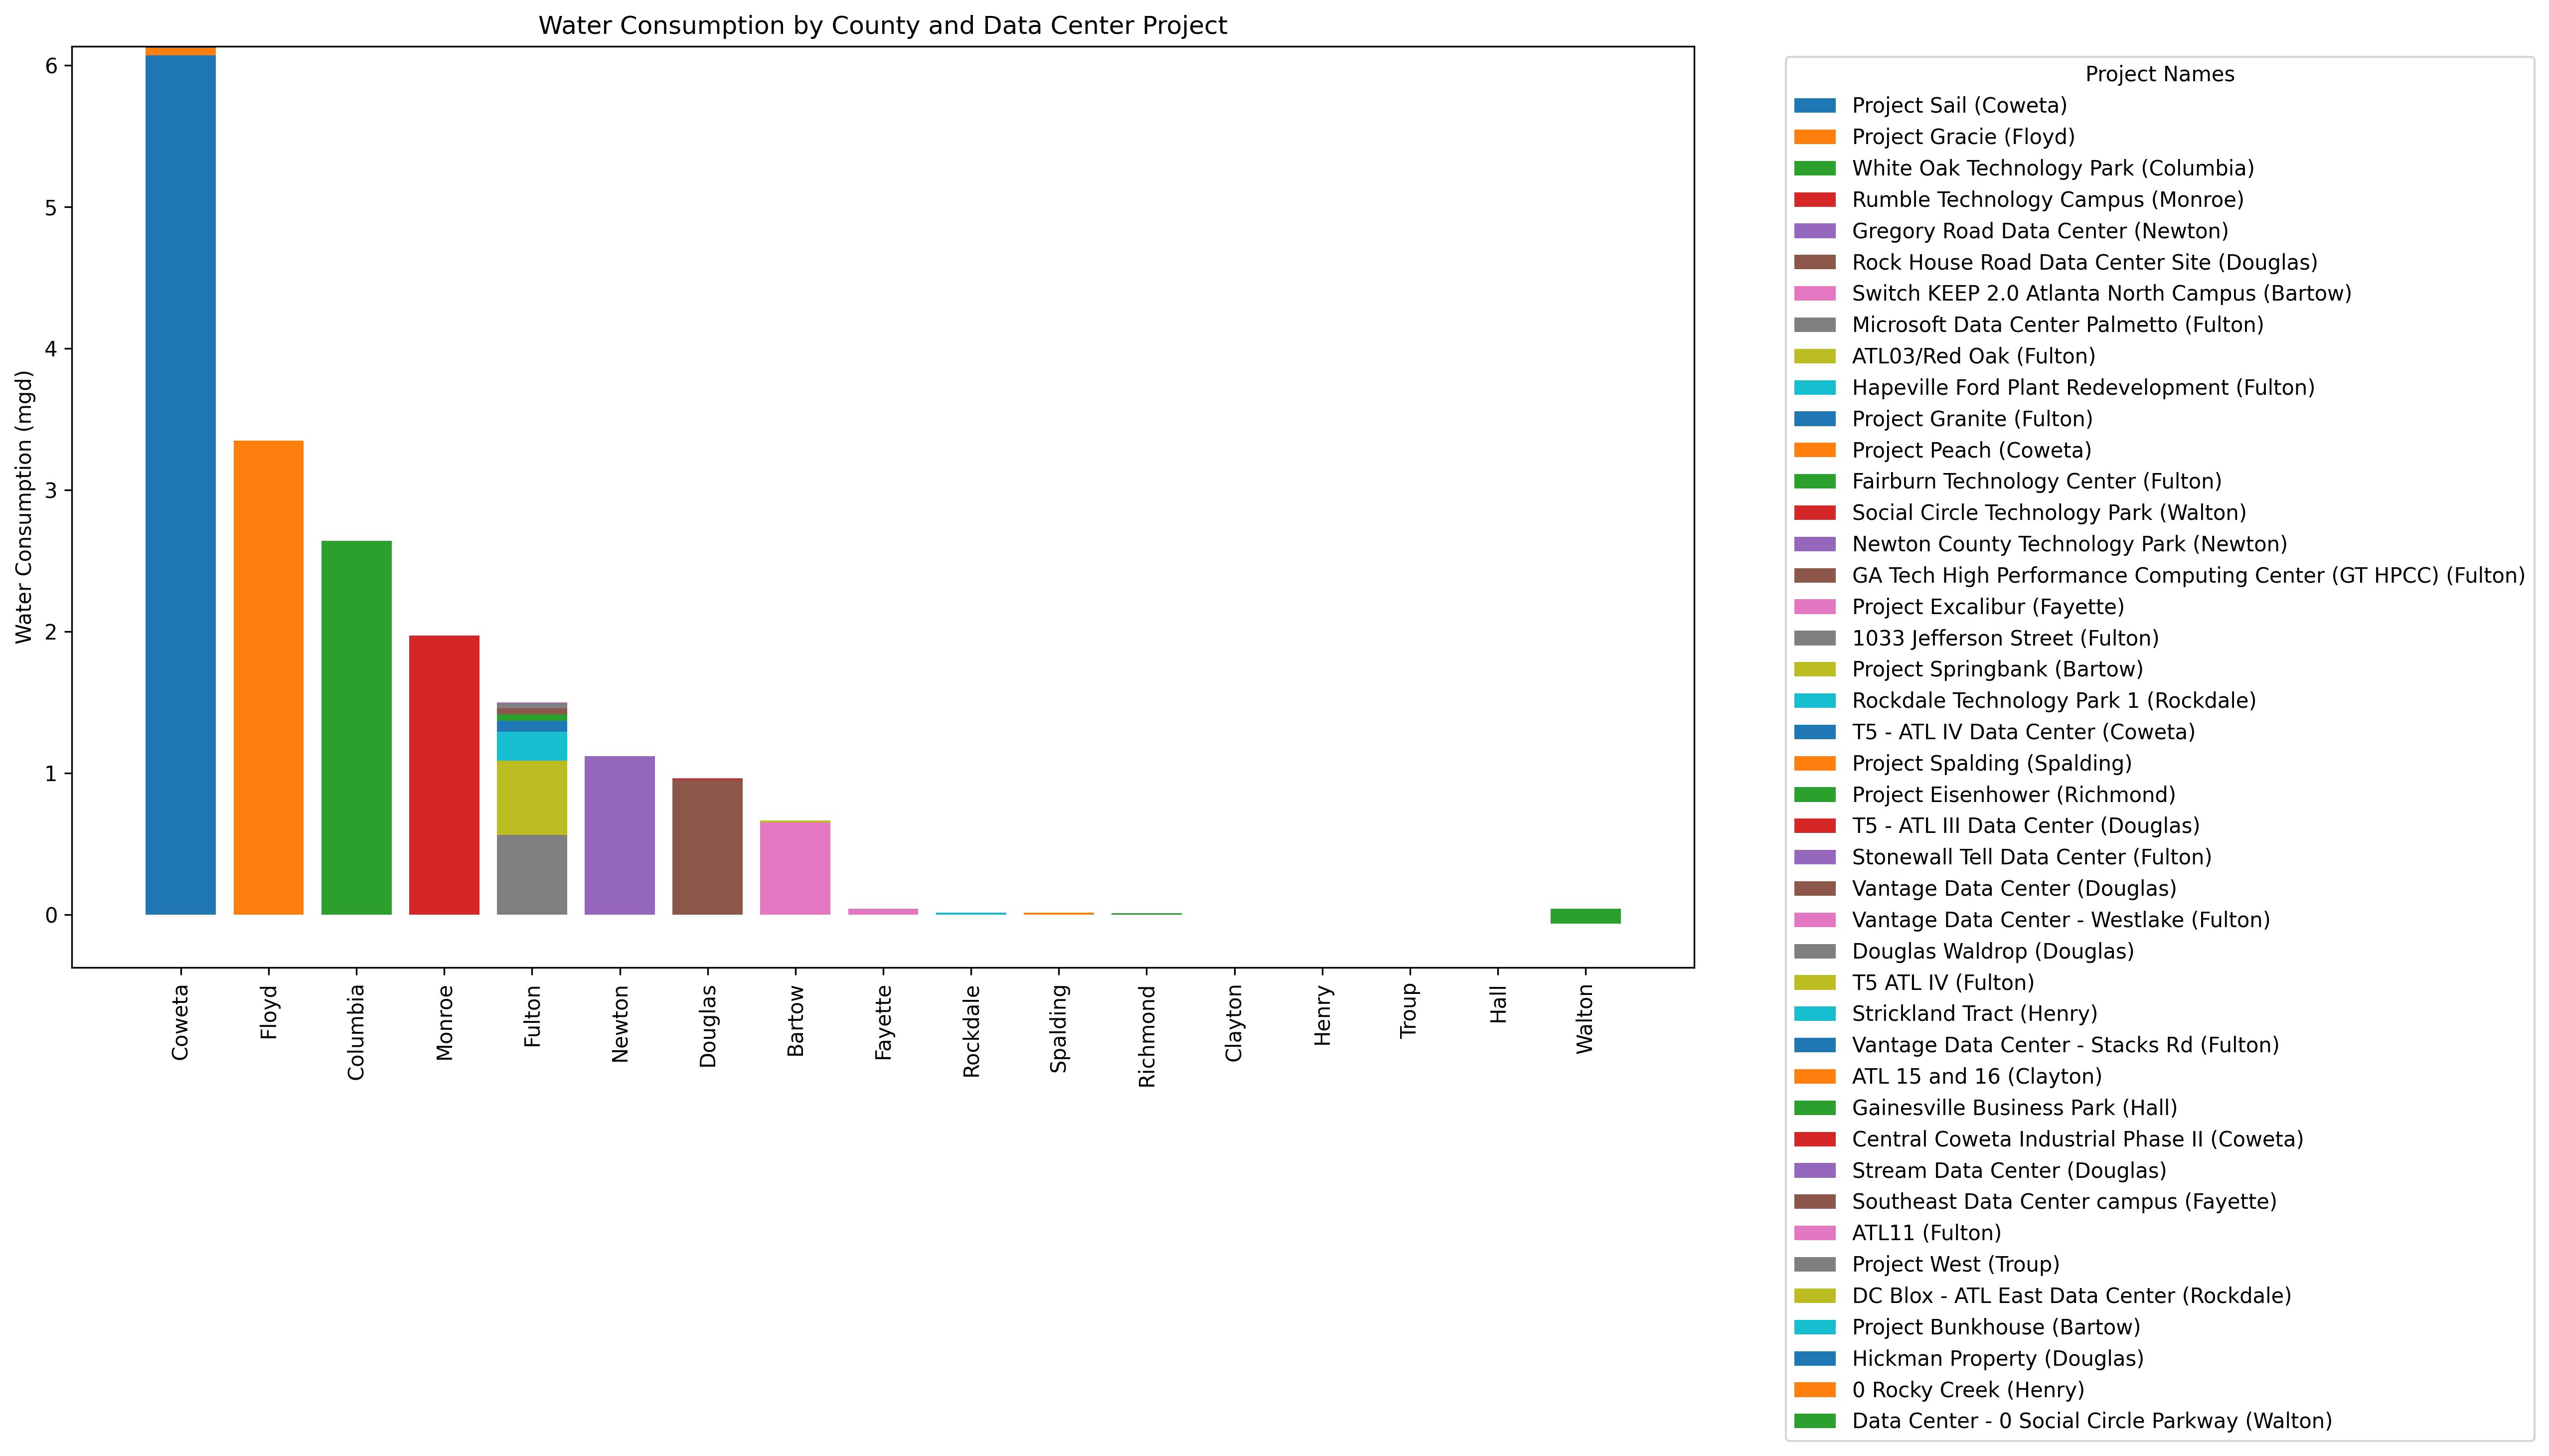 Water Consumption by County and Data Center Project
Water Consumption (mgd)
6
5
4
3
2
1
0
Coweta
Floyd
Columbia
Monroe
Fulton
Newton
Douglas
Bartow
Fayette
Rockdale
Spalding
Richmond
Clayton
Henry
Troup
Hall
Walton
Project Names
Project Sail (Coweta)
Project Gracie (Floyd)
White Oak Technology Park (Columbia)
Rumble Technology Campus (Monroe)
Gregory Road Data Center (Newton)
Rock House Road Data Center Site (Douglas)
Switch KEEP 2.0 Atlanta North Campus (Bartow)
Microsoft Data Center Palmetto (Fulton)
ATL03/Red Oak (Fulton)
Hapeville Ford Plant Redevelopment (Fulton)
Project Granite (Fulton)
Project Peach (Coweta)
Fairburn Technology Center (Fulton)
Social Circle Technology Park (Walton)
Newton County Technology Park (Newton)
GA Tech High Performance Computing Center (GT HPCC) (Fulton)
Project Excalibur (Fayette)
1033 Jefferson Street (Fulton)
Project Springbank (Bartow)
Rockdale Technology Park 1 (Rockdale)
T5 - ATL IV Data Center (Coweta)
Project Spalding (Spalding)
Project Eisenhower (Richmond)
T5 - ATL III Data Center (Douglas)
Stonewall Tell Data Center (Fulton)
Vantage Data Center (Douglas)
Vantage Data Center - Westlake (Fulton)
Douglas Waldrop (Douglas)
T5 ATL IV (Fulton)
Strickland Tract (Henry)
Vantage Data Center - Stacks Rd (Fulton)
ATL 15 and 16 (Clayton)
Gainesville Business Park (Hall)
Central Coweta Industrial Phase II (Coweta)
Stream Data Center (Douglas)
Southeast Data Center campus (Fayette)
ATL11 (Fulton)
Project West (Troup)
DC Blox - ATL East Data Center (Rockdale)
Project Bunkhouse (Bartow)
Hickman Property (Douglas)
0 Rocky Creek (Henry)
Data Center - 0 Social Circle Parkway (Walton)